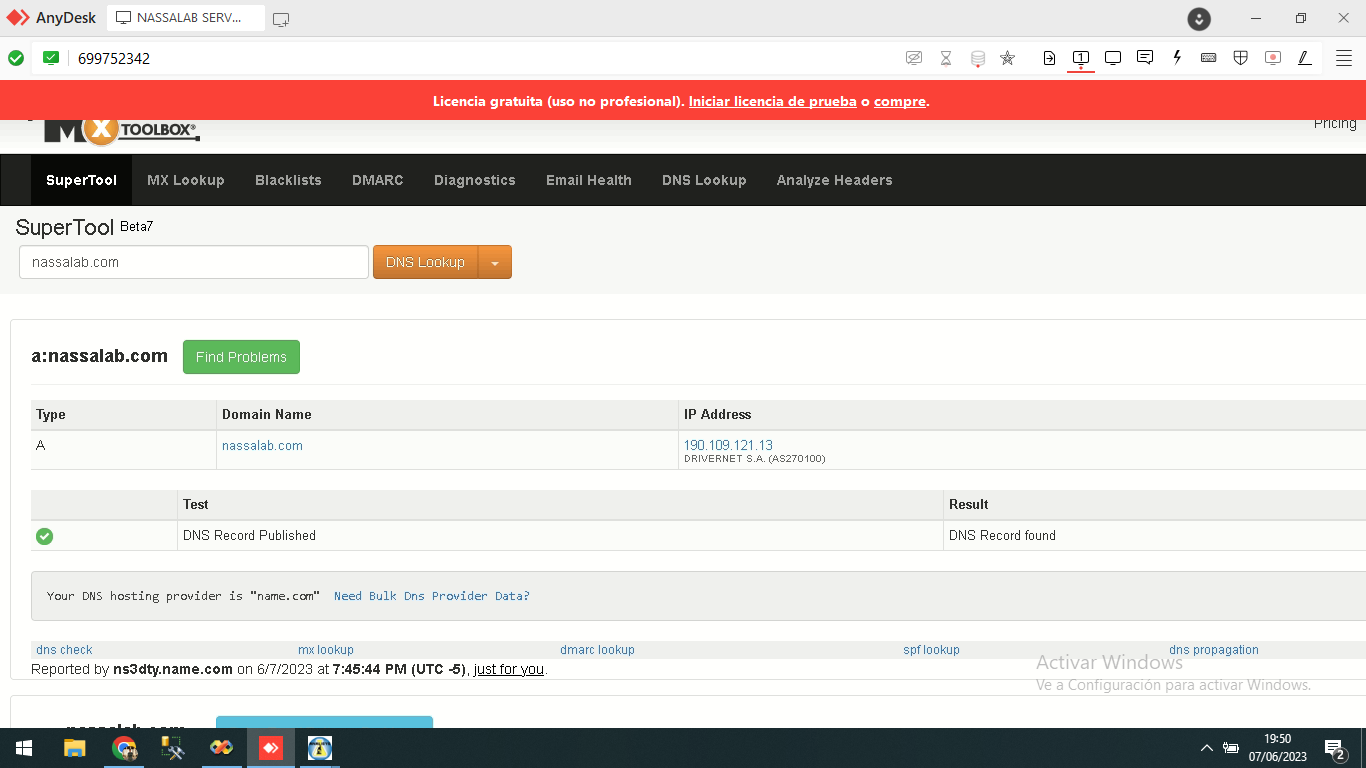 AnyDesk NASSALAB SERV...
699752342
1
Licencia gratuita (uso no profesional). Iniciar licencia de prueba o compre.
MX TOOLBOX®
Pricing
SuperTool MX Lookup Blacklists DMARC Diagnostics Email Health DNS Lookup Analyze Headers
SuperTool Beta7
nassalab.com DNS Lookup
a:nassalab.com Find Problems
Type Domain Name IP Address
A nassalab.com 190.109.121.13
DRIVERNET S.A. (AS270100)
Test Result
DNS Record Published DNS Record found
Your DNS hosting provider is "name.com" Need Bulk Dns Provider Data?
dns check mx lookup dmarc lookup spf lookup dns propagation
Reported by ns3dty.name.com on 6/7/2023 at 7:45:44 PM (UTC -5), just for you.
Activar Windows
Ve a Configuración para activar Windows.
19:50
07/06/2023
2